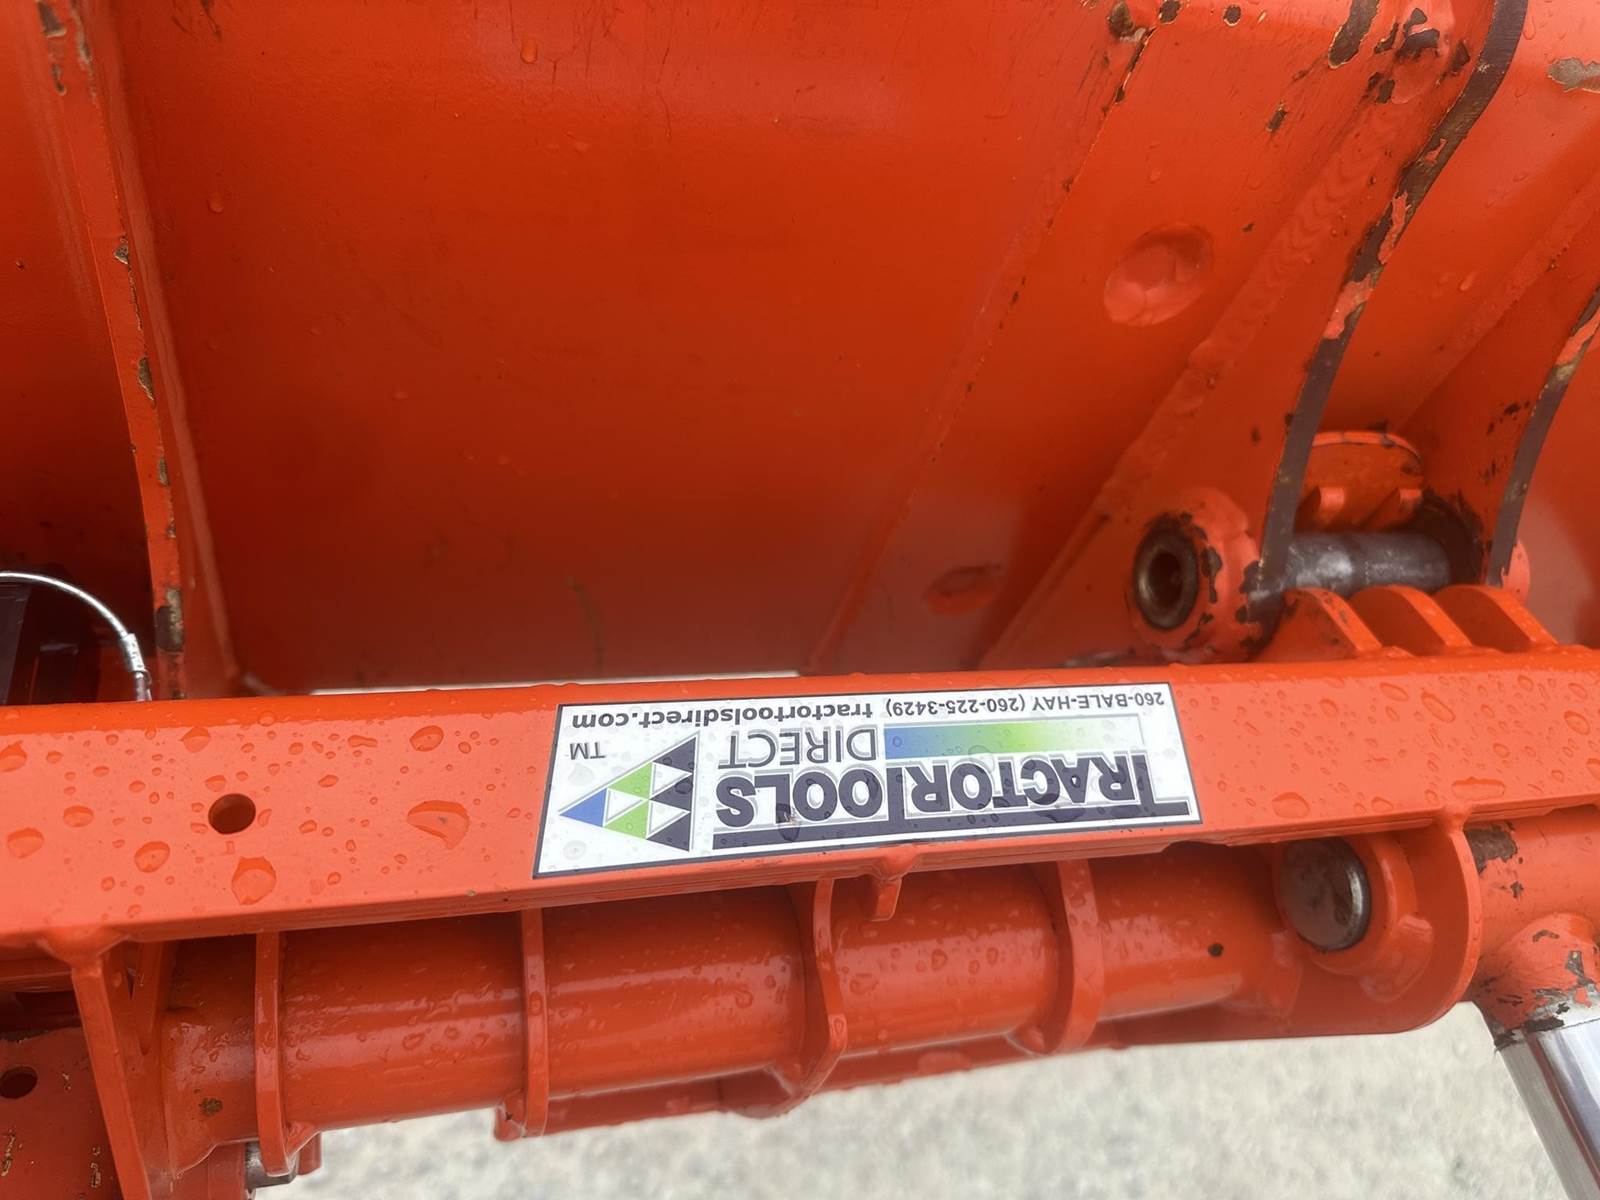 TRACTORTOOLS
DIRECT
TM
260-BALE-HAY (260-225-3429) tractortoolsdirect.com